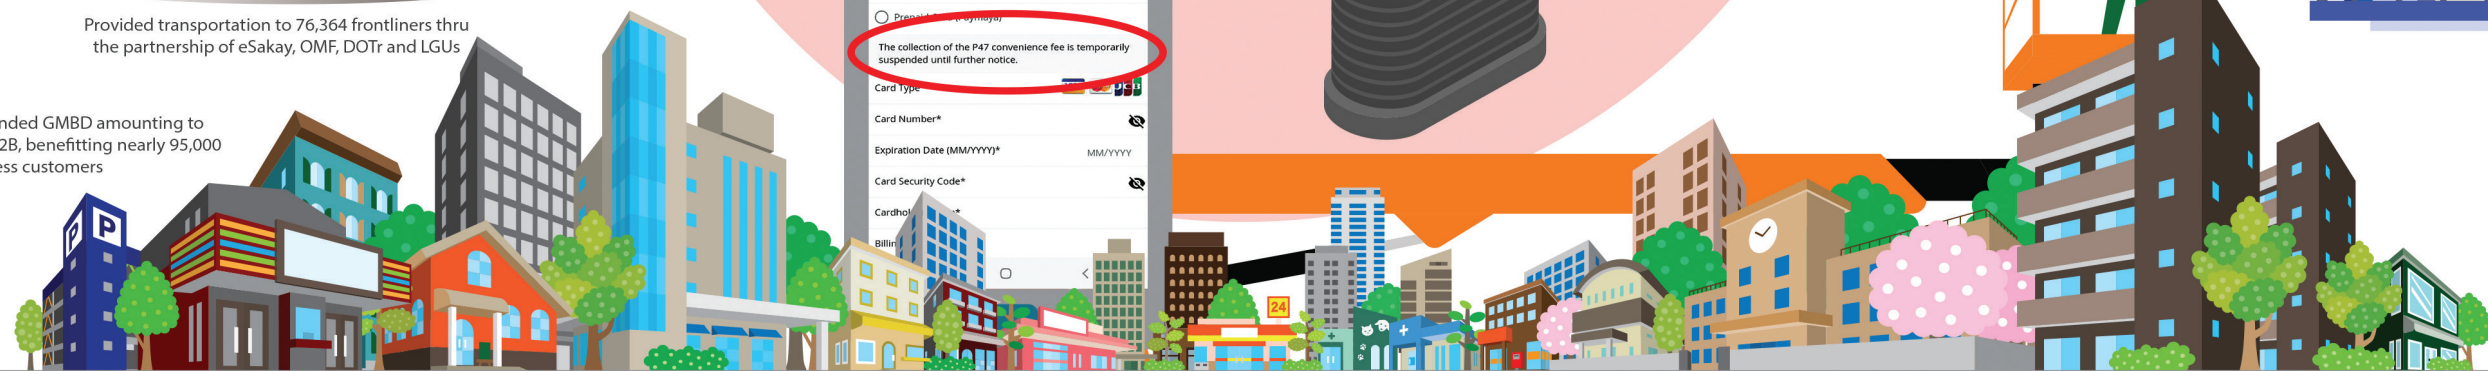 Provided transportation to 76,364 frontliners thru
the partnership of eSakay, OMF, DOTr and LGUs
nded GMBD amounting to
2B, benefitting nearly 95,000
ess customers
The collection of the P47 convenience fee is temporarily
suspended until further notice.
Card Type
Card Number*
Expiration Date (MM/YYYY)* MM/YYYY
Card Security Code*
Cardhol
Billin
P P
24